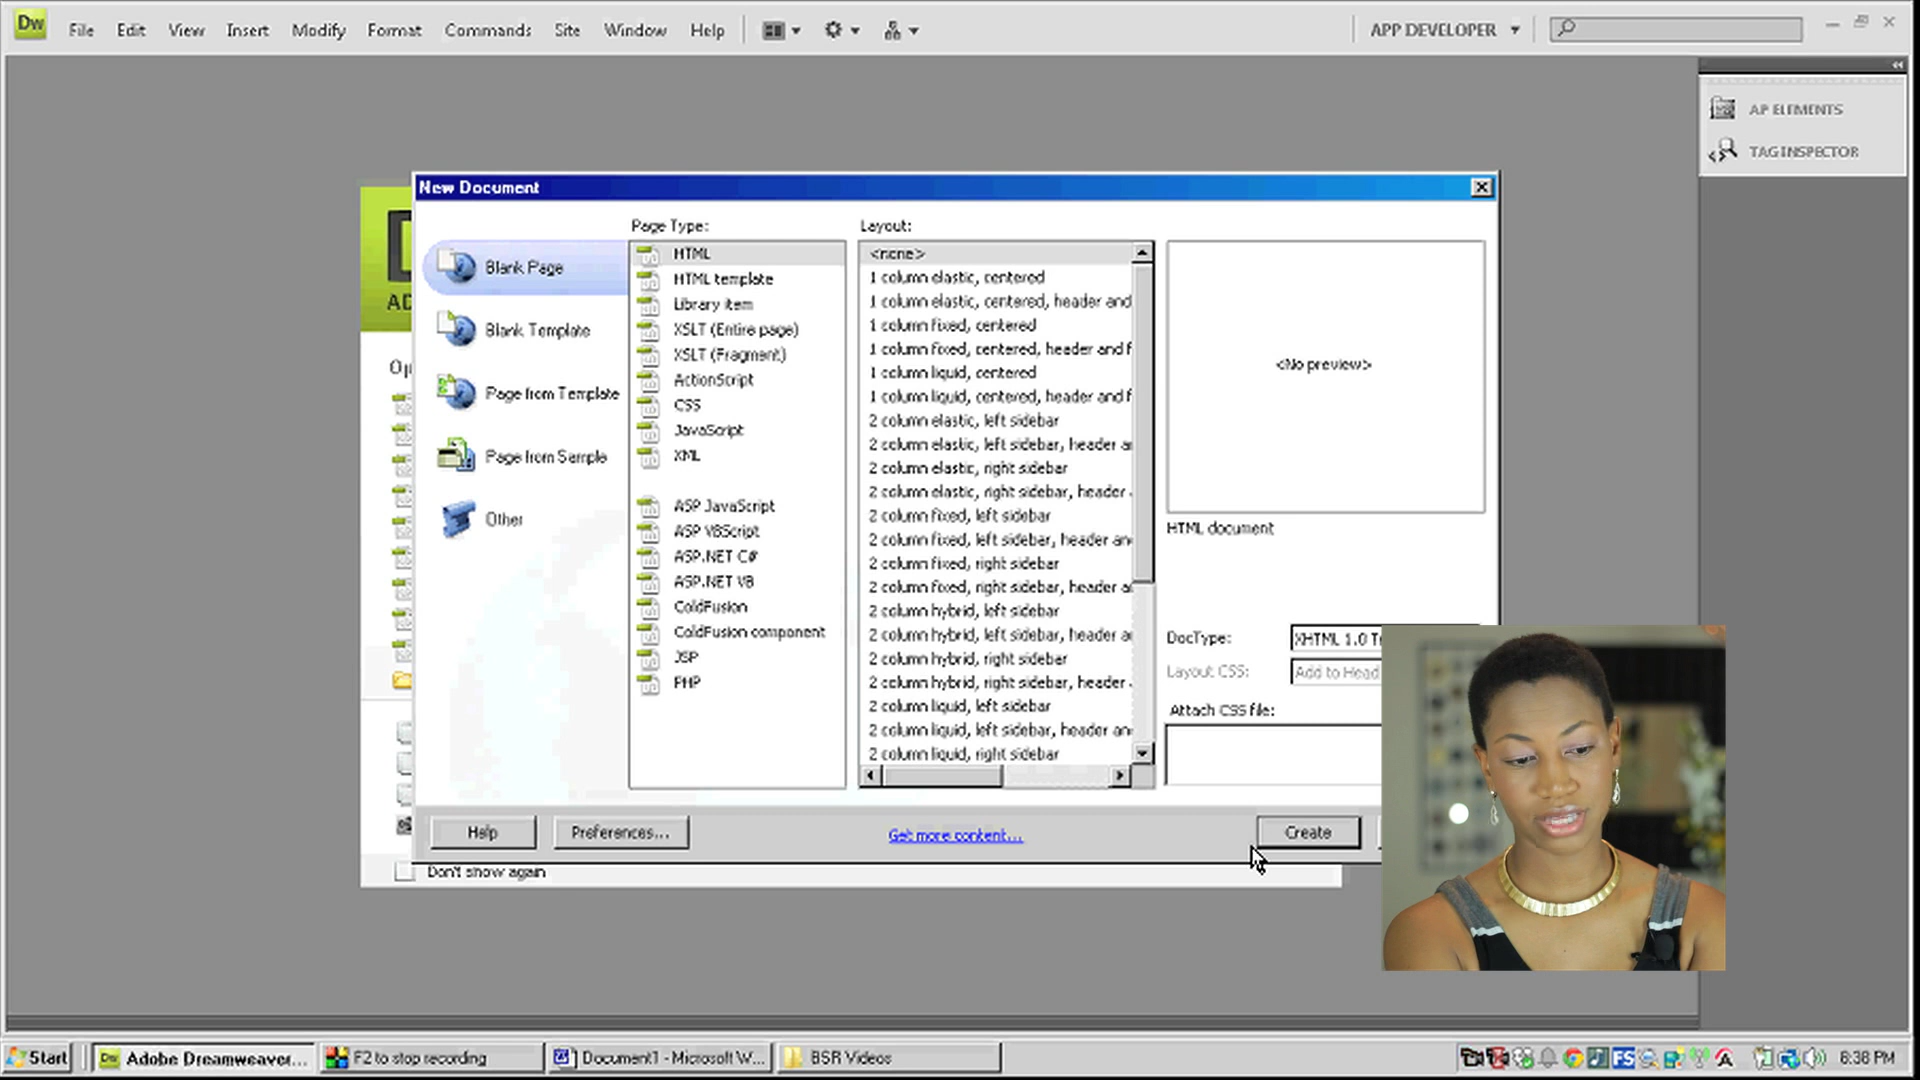 Dw File Edit View Insert Modify Format Commands Site Window Help APP DEVELOPER
AP ELEMENTS
TAG INSPECTOR
New Document
Page Type: Layout:
Blank Page
Blank Template
Page from Template
Page from Sample
Other
HTML
HTML template
Library item
XSLT (Entire page)
XSLT (Fragment)
ActionScript
CSS
JavaScript
XML
ASP JavaScript
ASP VBScript
ASP.NET C#
ASP.NET VB
ColdFusion
ColdFusion component
JSP
PHP
<none>
1 column elastic, centered
1 column elastic, centered, header and
1 column fixed, centered
1 column fixed, centered, header and f
1 column liquid, centered
1 column liquid, centered, header and f
2 column elastic, left sidebar
2 column elastic, left sidebar, header a
2 column elastic, right sidebar
2 column elastic, right sidebar, header
2 column fixed, left sidebar
2 column fixed, left sidebar, header an
2 column fixed, right sidebar
2 column fixed, right sidebar, header a
2 column hybrid, left sidebar
2 column hybrid, left sidebar, header a
2 column hybrid, right sidebar
2 column hybrid, right sidebar, header
2 column liquid, left sidebar
2 column liquid, left sidebar, header an
2 column liquid, right sidebar
<No preview>
HTML document
DocType: XHTML 1.0 T
Layout CSS: Add to Head
Attach CSS file:
Help Preferences... Get more content... Create
Don't show again
Start Adobe Dreamweaver... F2 to stop recording Document1 - Microsoft W... BSR Videos FS 6:38 PM